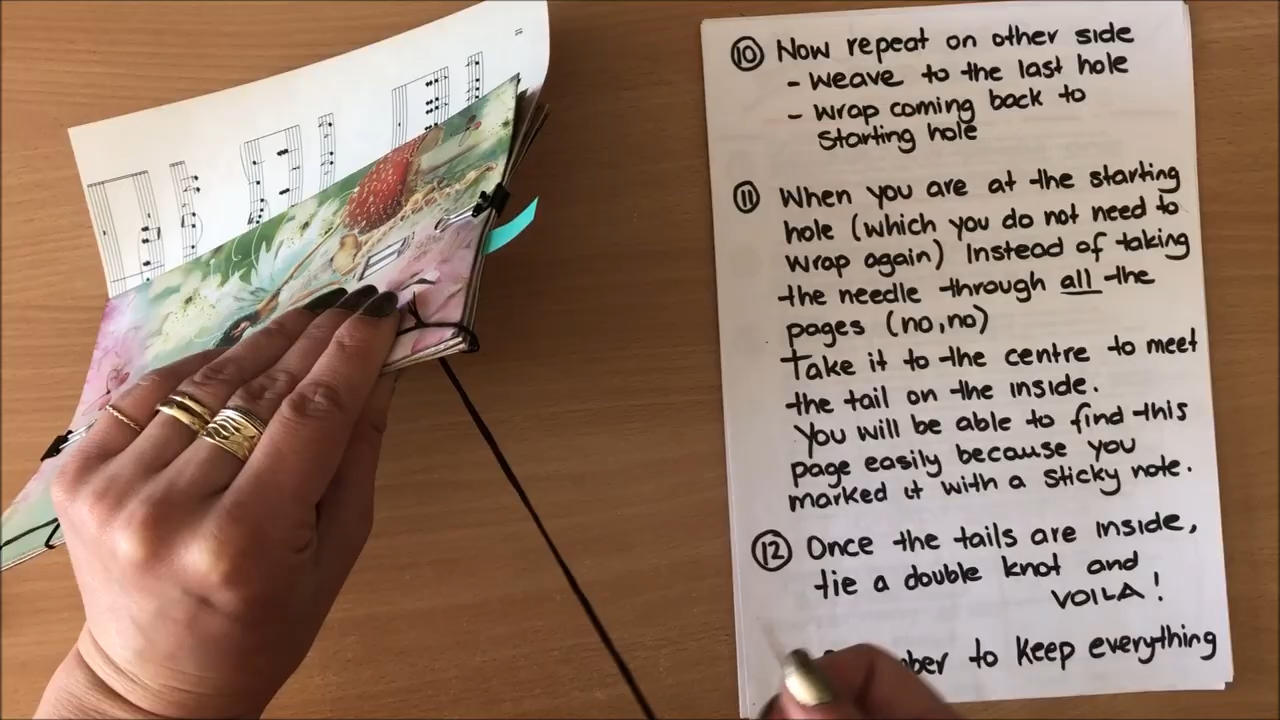 ⑩ Now repeat on other side
- weave to the last hole
- wrap coming back to
starting hole
⑪ When you are at the starting
hole (which you do not need to
wrap again) Instead of taking
the needle through all the
pages (no, no)
Take it to the centre to meet
the tail on the inside.
You will be able to find this
page easily because you
marked it with a sticky note.
⑫ Once the tails are inside,
tie a double knot and
VOILA!
to keep everything